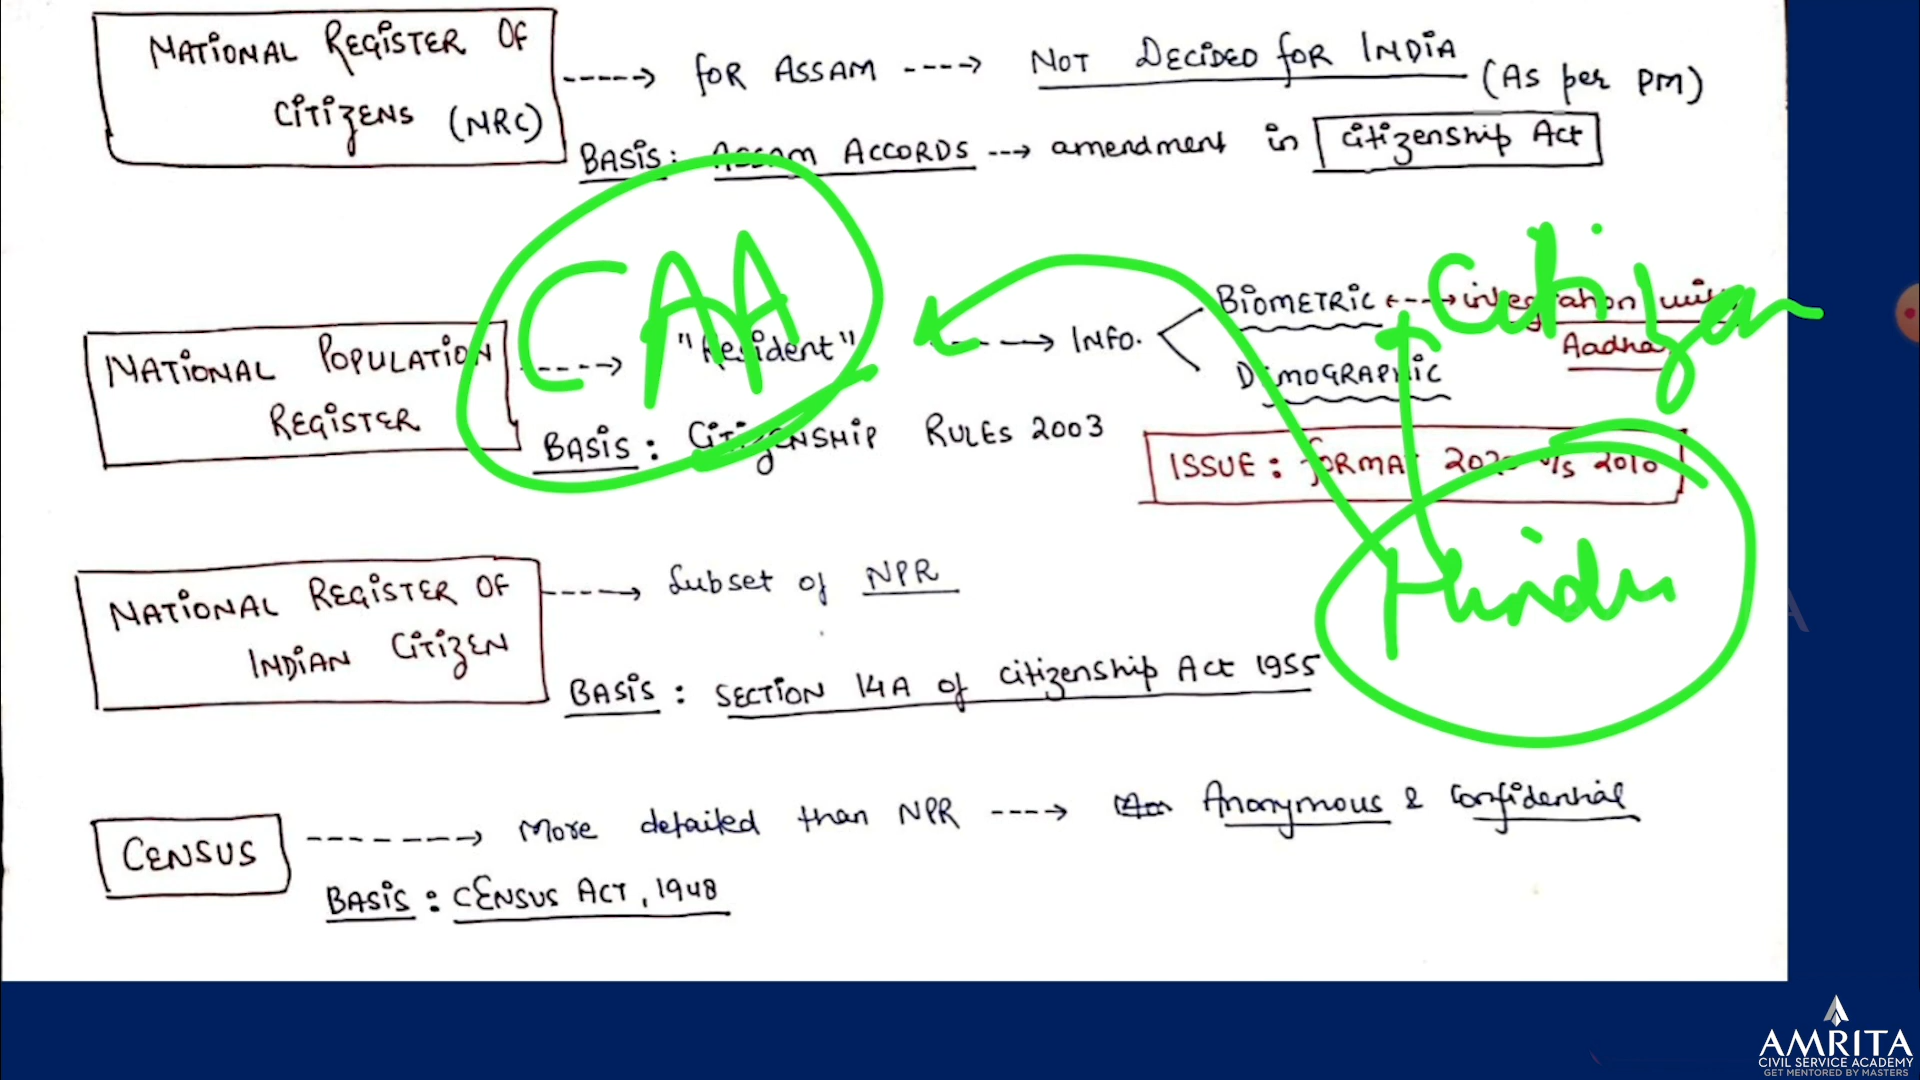 NATIONAL REGISTER OF
CITIZENS (NRC)
FOR ASSAM
NOT DECIDED FOR INDIA
(As per PM)
BASIS: ASSAM ACCORDS
amendment in
Citizenship Act
CAA
Citizen
NATIONAL POPULATION
REGISTER
"Resident"
INFO.
BIOMETRIC
integration with
Aadhar
DEMOGRAPHIC
BASIS: CITIZENSHIP RULES 2003
ISSUE: FORMAT 2020 v/s 2010
Hindu
NATIONAL REGISTER OF
INDIAN CITIZEN
Subset of NPR
BASIS: SECTION 14A of Citizenship Act 1955
CENSUS
More detailed than NPR
Anonymous & Confidential
BASIS: CENSUS ACT, 1948
AMRITA
CIVIL SERVICE ACADEMY
GET MENTORED BY MASTERS